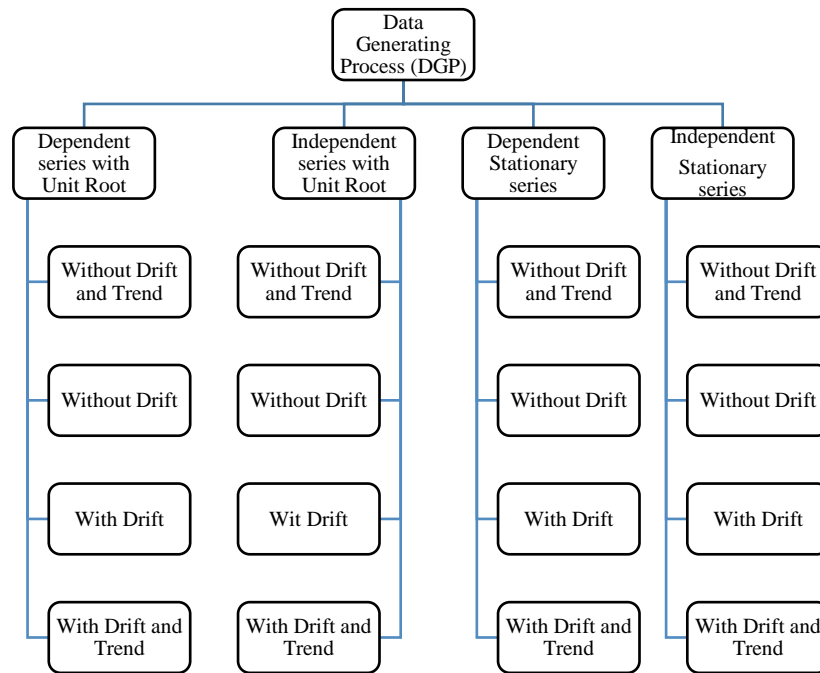 Data
Generating
Process (DGP)
Dependent
series with
Unit Root
Independent
series with
Unit Root
Dependent
Stationary
series
Independent
Stationary
series
Without Drift
and Trend
Without Drift
and Trend
Without Drift
and Trend
Without Drift
and Trend
Without Drift
Without Drift
Without Drift
Without Drift
With Drift
Wit Drift
With Drift
With Drift
With Drift and
Trend
With Drift and
Trend
With Drift and
Trend
With Drift and
Trend